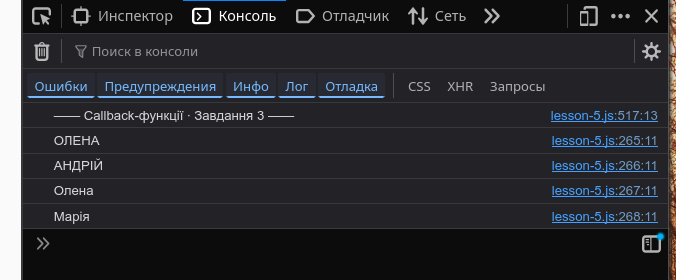 Инспектор Консоль Отладчик Сеть
Поиск в консоли
Ошибки Предупреждения Инфо Лог Отладка CSS XHR Запросы
—— Callback-функції · Завдання 3 —— lesson-5.js:517:13
ОЛЕНА lesson-5.js:265:11
АНДРІЙ lesson-5.js:266:11
Олена lesson-5.js:267:11
Марія lesson-5.js:268:11